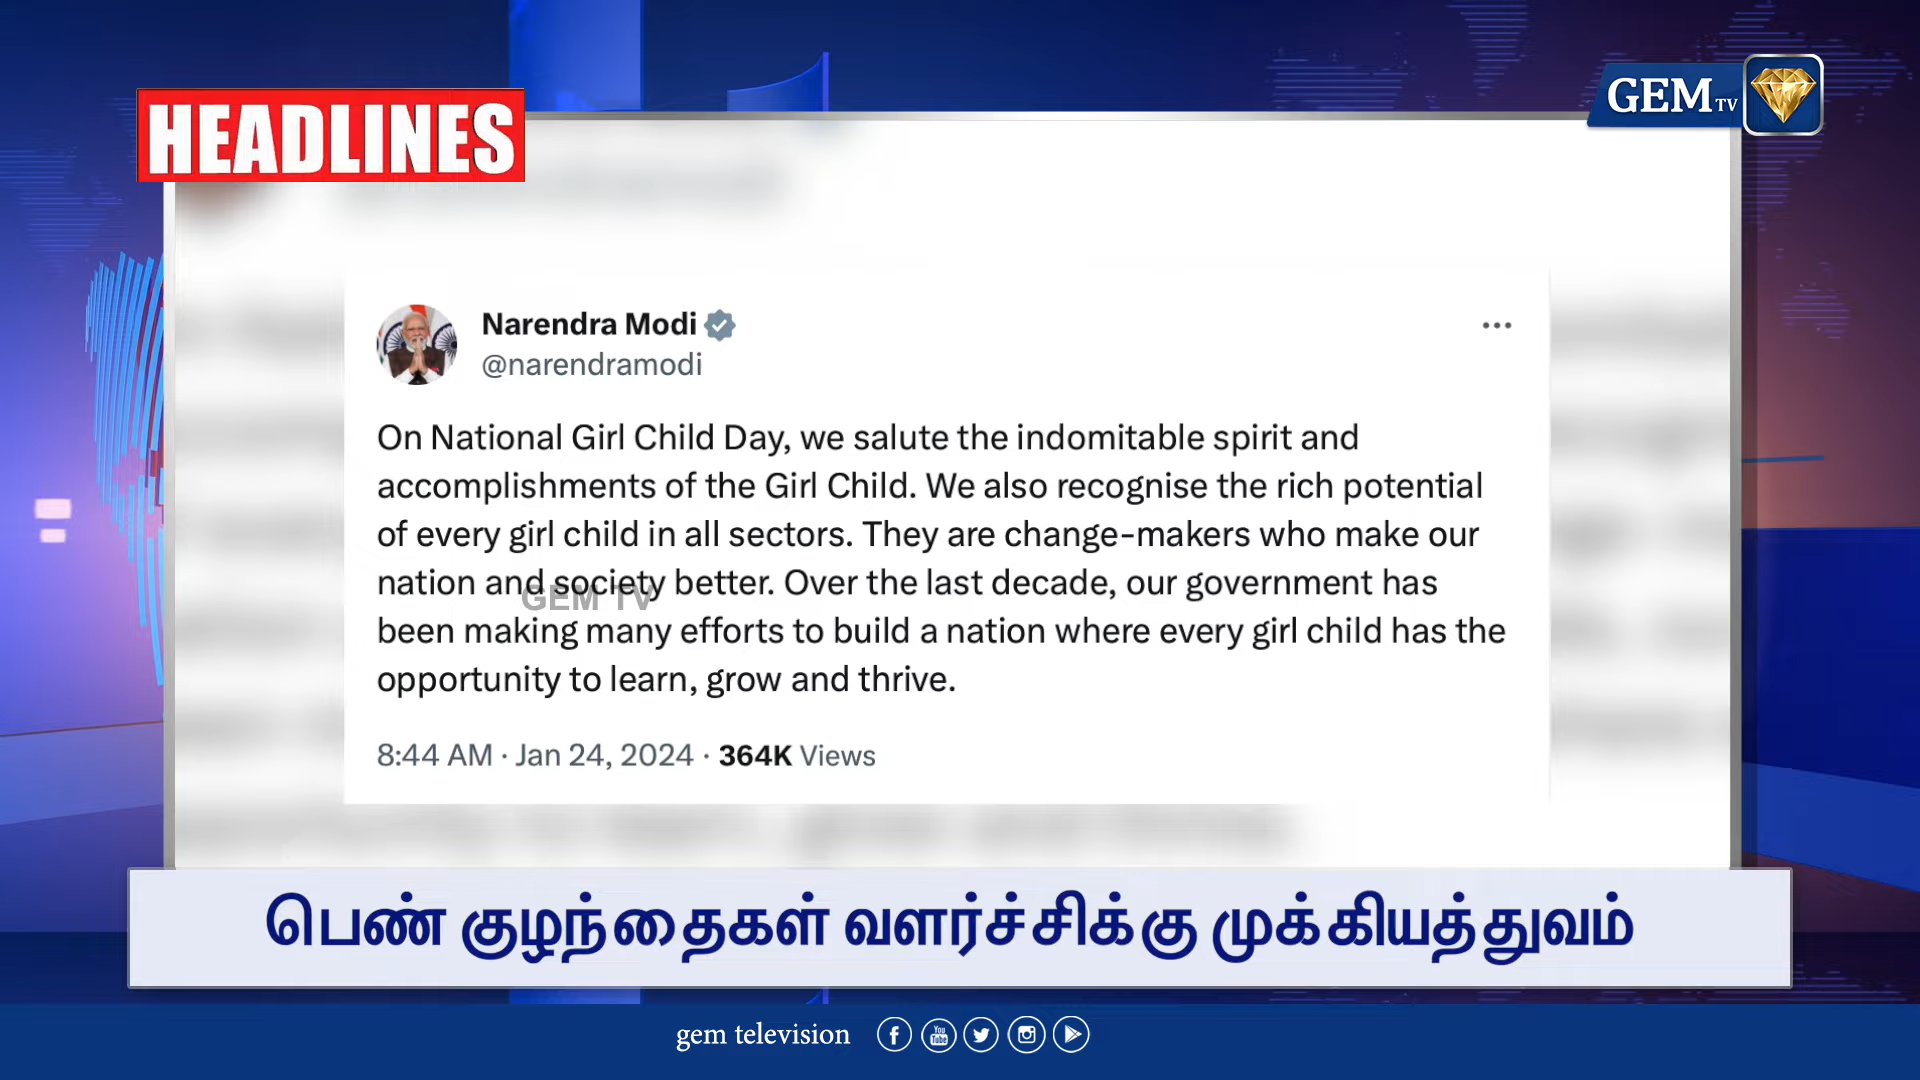 HEADLINES
GEM TV
Narendra Modi
@narendramodi
On National Girl Child Day, we salute the indomitable spirit and
accomplishments of the Girl Child. We also recognise the rich potential
of every girl child in all sectors. They are change-makers who make our
nation and society better. Over the last decade, our government has
GEM TV
been making many efforts to build a nation where every girl child has the
opportunity to learn, grow and thrive.
8:44 AM · Jan 24, 2024 · 364K Views
பெண் குழந்தைகள் வளர்ச்சிக்கு முக்கியத்துவம்
gem television